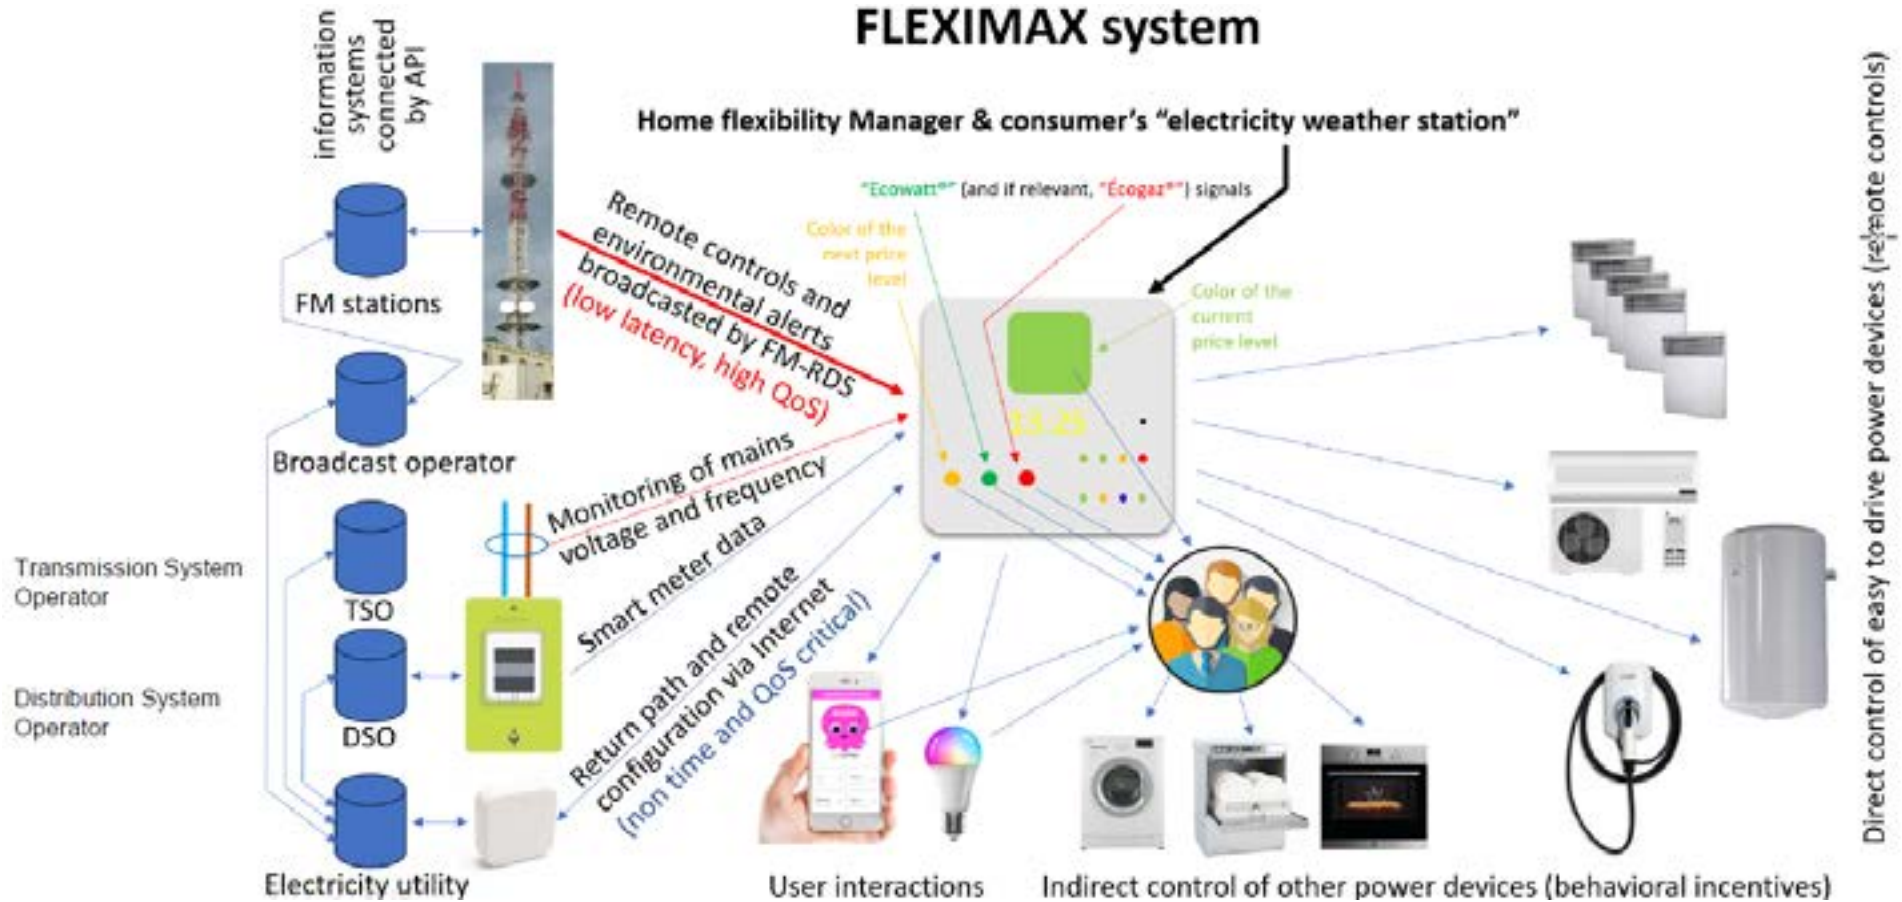 FLEXIMAX system
information
systems
connected
by API
Home flexibility Manager & consumer's "electricity weather station"
"Ecowatt®" (and if relevant, "Écogaz®") signals
Color of the
next price
level
Color of the
current
price level
Remote controls and
environmental alerts
broadcasted by FM-RDS
(low latency, high QoS)
FM stations
Broadcast operator
13:25
Monitoring of mains
voltage and frequency
Smart meter data
Transmission System
Operator
TSO
Distribution System
Operator
DSO
Return path and remote
configuration via Internet
(non time and QoS critical)
Electricity utility
User interactions
Indirect control of other power devices (behavioral incentives)
Direct control of easy to drive power devices (remote controls)